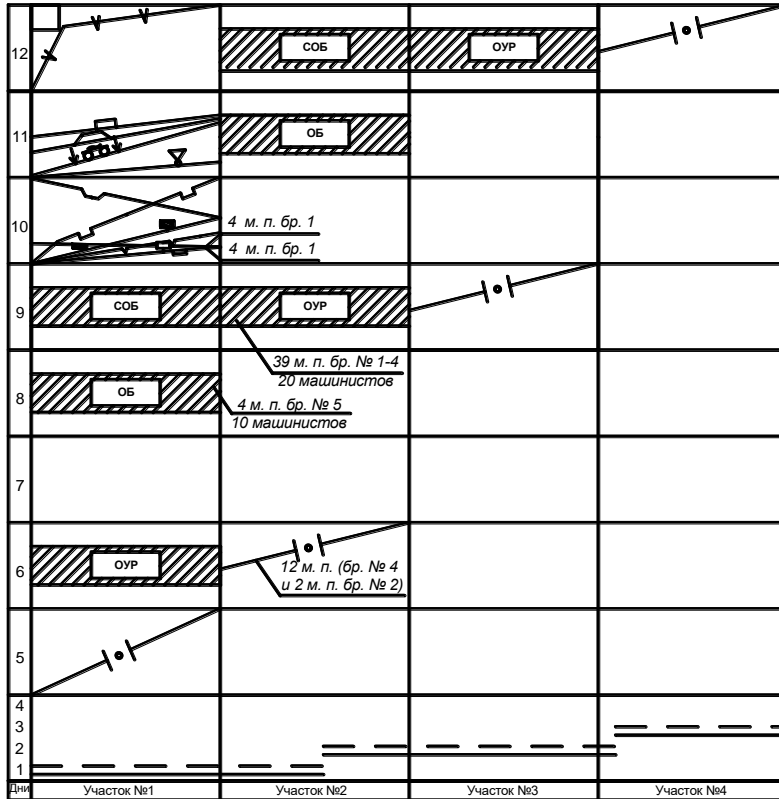 12
СОБ
ОУР
11
ОБ
10
4 м. п. бр. 1
4 м. п. бр. 1
9
СОБ
ОУР
39 м. п. бр. № 1-4
20 машинистов
8
ОБ
4 м. п. бр. № 5
10 машинистов
7
6
ОУР
12 м. п. (бр. № 4
и 2 м. п. бр. № 2)
5
4
3
2
1
Дни
Участок №1
Участок №2
Участок №3
Участок №4